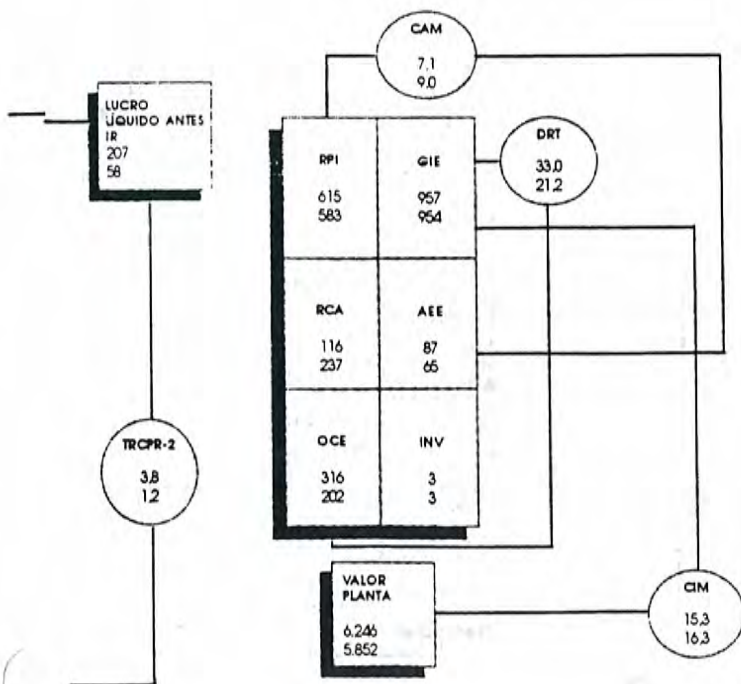 CAM
7,1
9,0
LUCRO
LÍQUIDO ANTES
IR
207
58
RPI
615
583
GIE
957
954
DRT
33,0
21,2
RCA
116
237
AEE
87
65
OCE
316
202
INV
3
3
TRCPR-2
3,8
1,2
VALOR
PLANTA
6.246
5.852
CIM
15,3
16,3